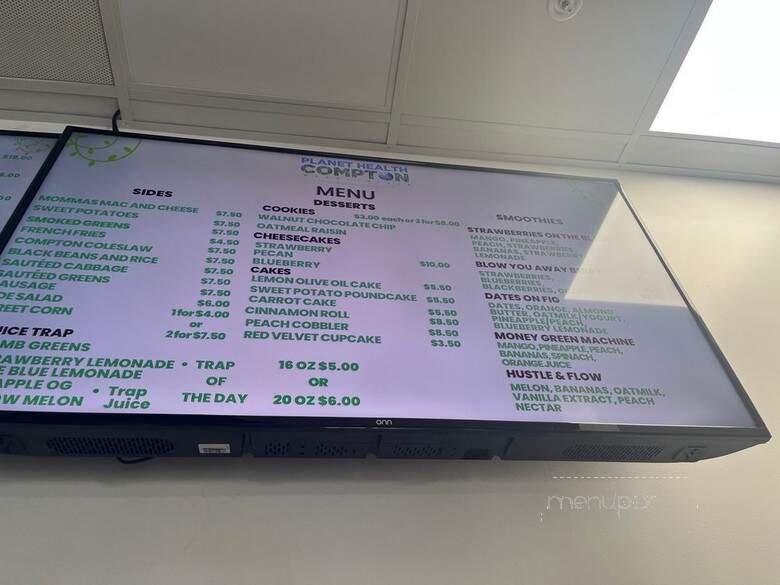 $18.00
PLANET HEALTH
COMPTON
MENU
SIDES
MOMMAS MAC AND CHEESE $7.50
SWEET POTATOES $7.50
SMOKED GREENS $7.50
FRENCH FRIES $4.50
COMPTON COLESLAW $7.50
BLACK BEANS AND RICE $7.50
SAUTÉED CABBAGE $7.50
SAUTÉED GREENS $7.50
AUSAGE $6.00
SALAD 1 for $4.00
REET CORN or
2 for $7.50
UICE TRAP
MB GREENS
RAWBERRY LEMONADE • TRAP 16 OZ $5.00
E BLUE LEMONADE OF OR
APPLE OG • Trap
OW MELON Juice THE DAY 20 OZ $6.00
DESSERTS
COOKIES $3.00 each or 3 for $8.00
WALNUT CHOCOLATE CHIP
OATMEAL RAISIN
CHEESECAKES
STRAWBERRY
PECAN
BLUEBERRY $10.00
CAKES
LEMON OLIVE OIL CAKE $5.50
SWEET POTATO POUNDCAKE $5.50
CARROT CAKE
CINNAMON ROLL $5.50
PEACH COBBLER $8.50
RED VELVET CUPCAKE $8.50
$3.50
SMOOTHIES
STRAWBERRIES ON THE BL
MANGO, PINEAPPLE,
PEACH, STRAWBERRIES
BANANAS, STRAWBERRY
LEMONADE
BLOW YOU AWAY
STRAWBERRIES,
BLUEBERRIES,
BLACKBERRIES,
DATES ON FIG
DATES, ORANGE, ALMOND
BUTTER, OATMILK, YOGURT,
PINEAPPLE, PEACH,
BLUEBERRY LEMONADE
MONEY GREEN MACHINE
MANGO, PINEAPPLE, PEACH,
BANANAS, SPINACH,
ORANGE JUICE
HUSTLE & FLOW
MELON, BANANAS, OATMILK,
VANILLA EXTRACT, PEACH
NECTAR
onn
menupix